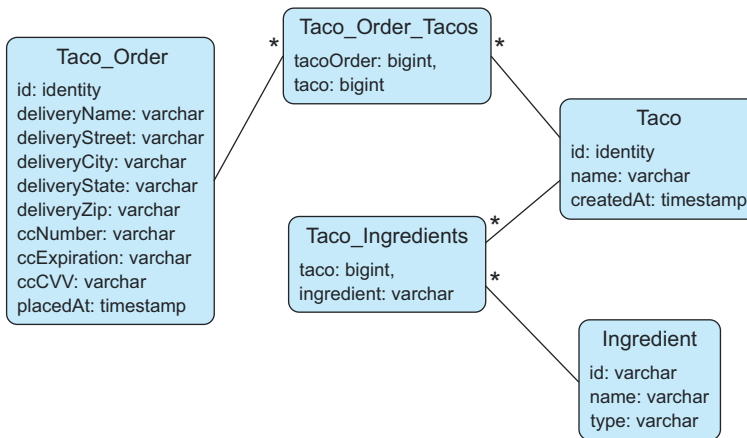 Taco_Order
id: identity
deliveryName: varchar
deliveryStreet: varchar
deliveryCity: varchar
deliveryState: varchar
deliveryZip: varchar
ccNumber: varchar
ccExpiration: varchar
ccCVV: varchar
placedAt: timestamp
*
Taco_Order_Tacos
tacoOrder: bigint,
taco: bigint
*
Taco
id: identity
name: varchar
createdAt: timestamp
Taco_Ingredients
taco: bigint,
ingredient: varchar
*
*
Ingredient
id: varchar
name: varchar
type: varchar